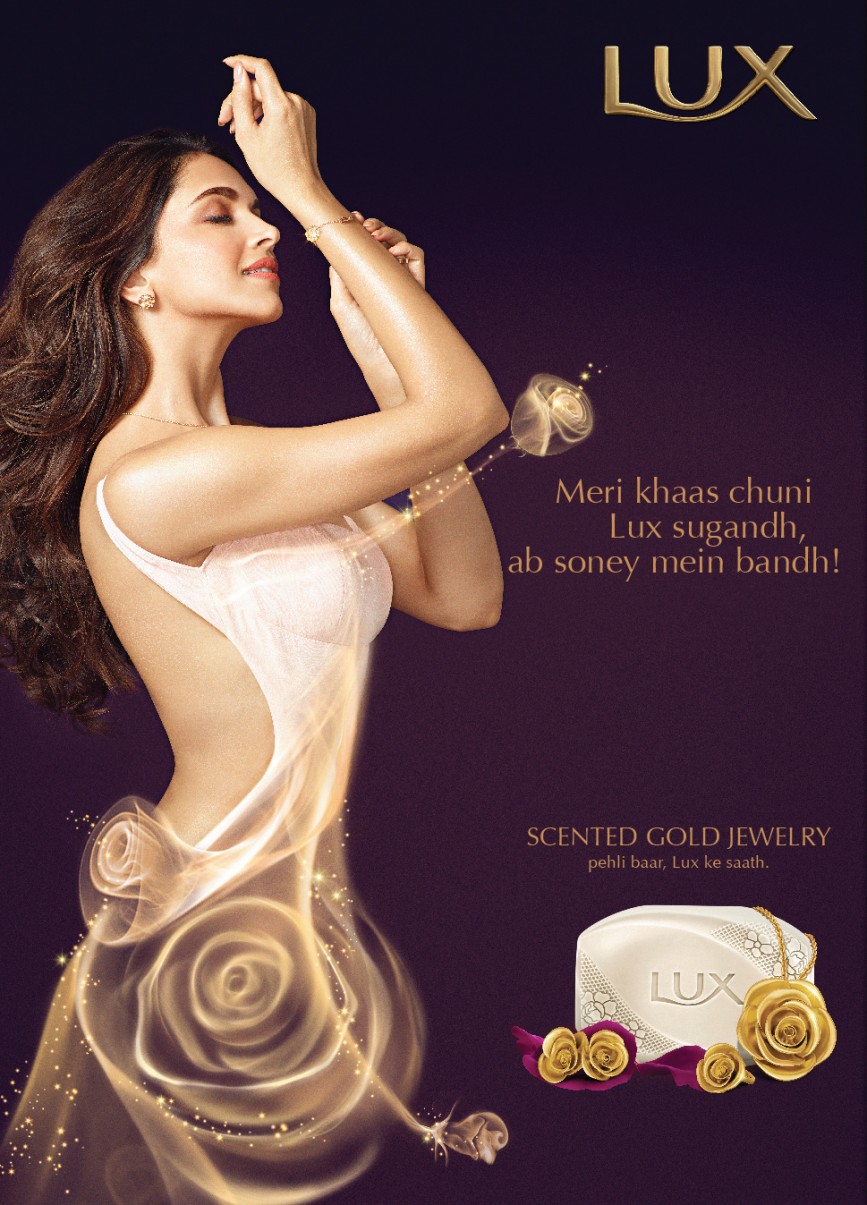 LUX
Meri khaas chuni
Lux sugandh,
ab soney mein bandh!
SCENTED GOLD JEWELRY
pehli baar, Lux ke saath.
LUX